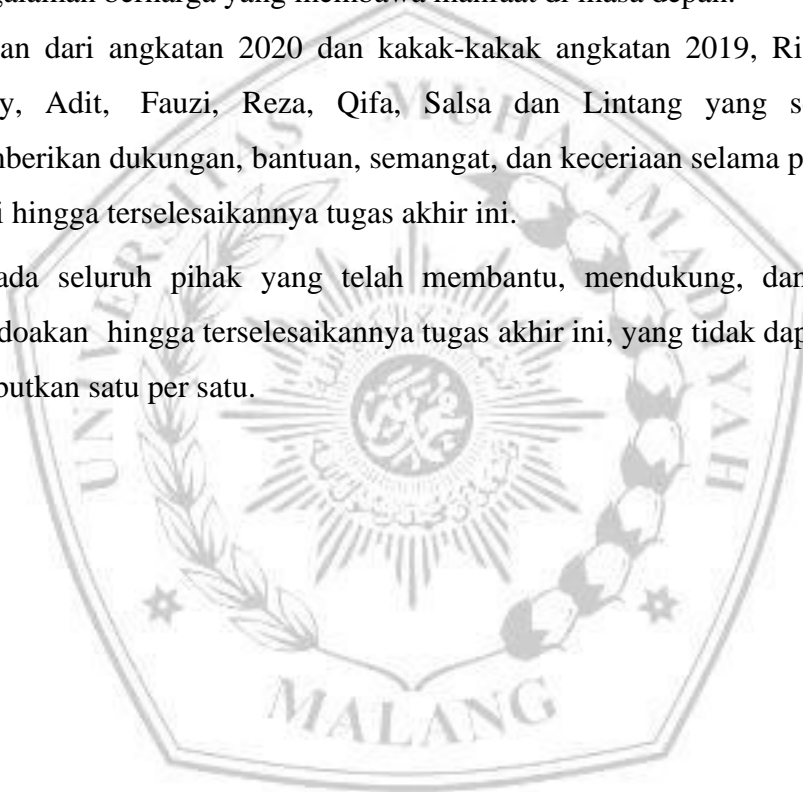 galaman berharga yang membawa manfaat di masa depan.
an dari angkatan 2020 dan kakak-kakak angkatan 2019, Ri
y, Adit, Fauzi, Reza, Qifa, Salsa dan Lintang yang s
nberikan dukungan, bantuan, semangat, dan keceriaan selama p
i hingga terselesaikannya tugas akhir ini.
ada seluruh pihak yang telah membantu, mendukung, dan
doakan hingga terselesaikannya tugas akhir ini, yang tidak dap
butkan satu per satu.
UNIVERSITAS MUHAMMADIYAH
MALANG